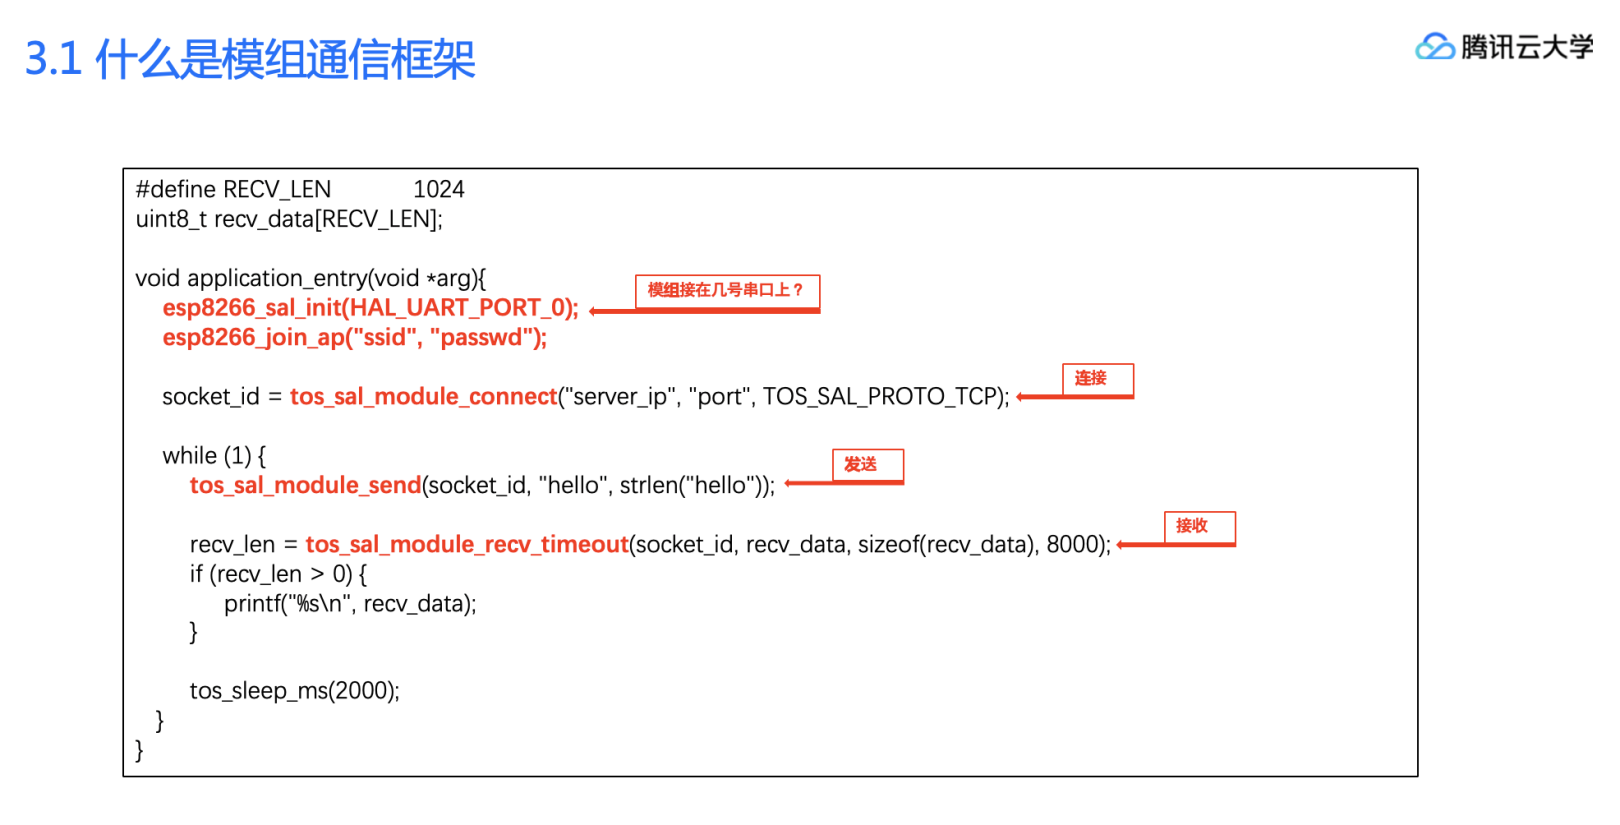 3.1 什么是模组通信框架
腾讯云大学
#define RECV_LEN 1024
uint8_t recv_data[RECV_LEN];
void application_entry(void *arg){
模组接在几号串口上？
esp8266_sal_init(HAL_UART_PORT_0);
esp8266_join_ap("ssid", "passwd");
连接
socket_id = tos_sal_module_connect("server_ip", "port", TOS_SAL_PROTO_TCP);
while (1) {
发送
tos_sal_module_send(socket_id, "hello", strlen("hello"));
接收
recv_len = tos_sal_module_recv_timeout(socket_id, recv_data, sizeof(recv_data), 8000);
if (recv_len > 0) {
printf("%s\n", recv_data);
}
tos_sleep_ms(2000);
}
}